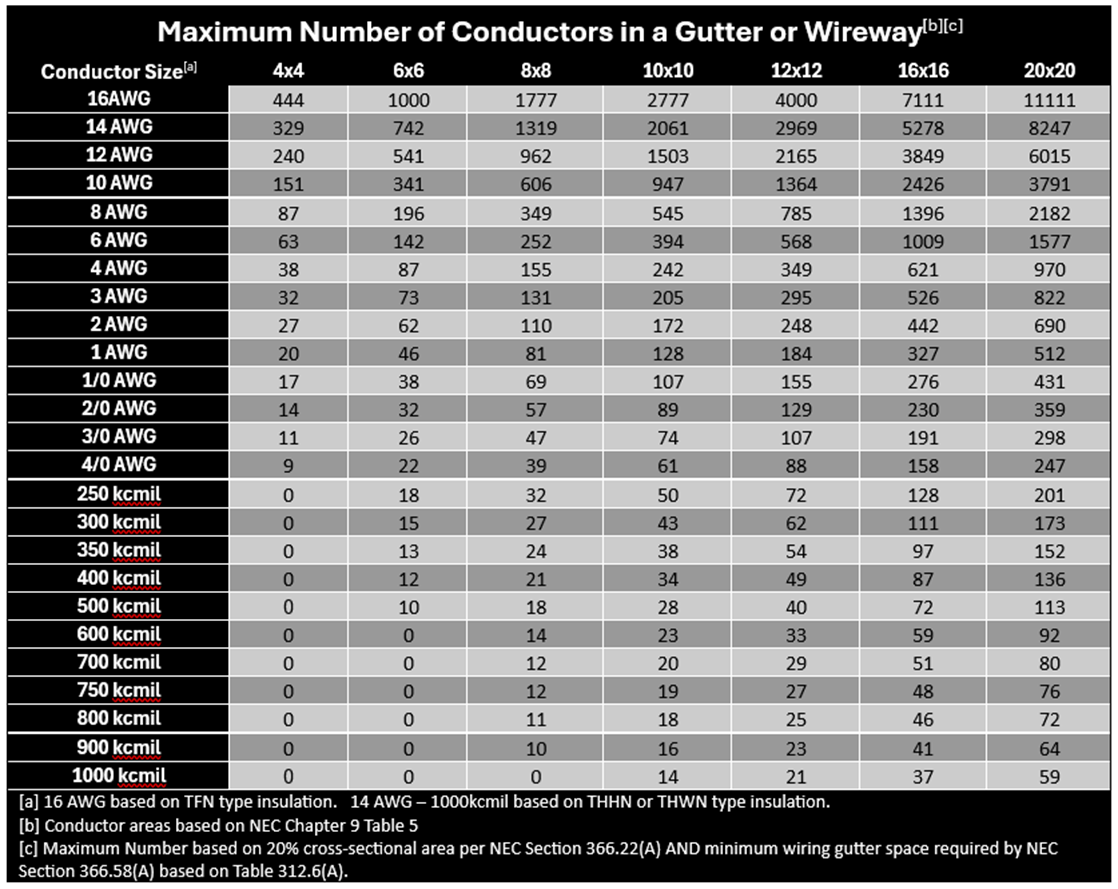 Maximum Number of Conductors in a Gutter or Wireway[b][c]
Conductor Size[a] 4x4 6x6 8x8 10x10 12x12 16x16 20x20
16AWG 444 1000 1777 2777 4000 7111 11111
14 AWG 329 742 1319 2061 2969 5278 8247
12 AWG 240 541 962 1503 2165 3849 6015
10 AWG 151 341 606 947 1364 2426 3791
8 AWG 87 196 349 545 785 1396 2182
6 AWG 63 142 252 394 568 1009 1577
4 AWG 38 87 155 242 349 621 970
3 AWG 32 73 131 205 295 526 822
2 AWG 27 62 110 172 248 442 690
1 AWG 20 46 81 128 184 327 512
1/0 AWG 17 38 69 107 155 276 431
2/0 AWG 14 32 57 89 129 230 359
3/0 AWG 11 26 47 74 107 191 298
4/0 AWG 9 22 39 61 88 158 247
250 kcmil 0 18 32 50 72 128 201
300 kcmil 0 15 27 43 62 111 173
350 kcmil 0 13 24 38 54 97 152
400 kcmil 0 12 21 34 49 87 136
500 kcmil 0 10 18 28 40 72 113
600 kcmil 0 0 14 23 33 59 92
700 kcmil 0 0 12 20 29 51 80
750 kcmil 0 0 12 19 27 48 76
800 kcmil 0 0 11 18 25 46 72
900 kcmil 0 0 10 16 23 41 64
1000 kcmil 0 0 0 14 21 37 59
[a] 16 AWG based on TFN type insulation. 14 AWG – 1000kcmil based on THHN or THWN type insulation.
[b] Conductor areas based on NEC Chapter 9 Table 5
[c] Maximum Number based on 20% cross-sectional area per NEC Section 366.22(A) AND minimum wiring gutter space required by NEC
Section 366.58(A) based on Table 312.6(A).